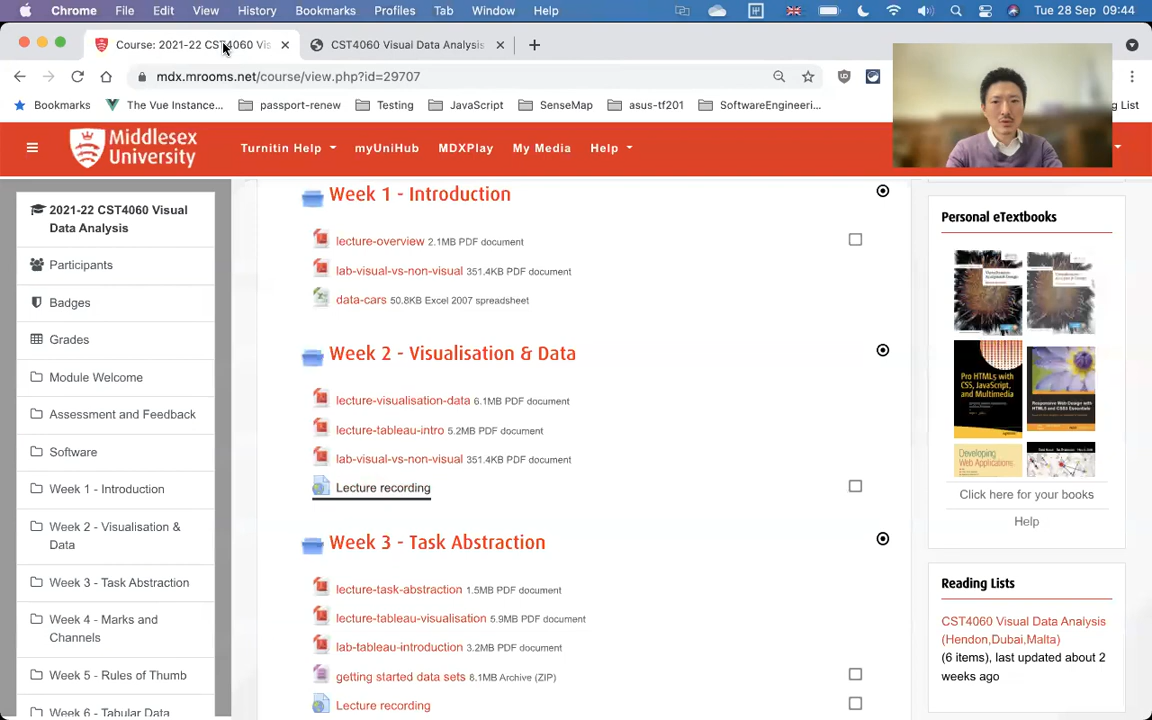 Chrome File Edit View History Bookmarks Profiles Tab Window Help Tue 28 Sep 09:44
Course: 2021-22 CST4060 Vis CST4060 Visual Data Analysis
mdx.mrooms.net/course/view.php?id=29707
Bookmarks The Vue Instance... passport-renew Testing JavaScript SenseMap asus-tf201 SoftwareEngineeri... List
Middlesex
University
Turnitin Help myUniHub MDXPlay My Media Help
2021-22 CST4060 Visual
Data Analysis
Participants
Badges
Grades
Module Welcome
Assessment and Feedback
Software
Week 1 - Introduction
Week 2 - Visualisation &
Data
Week 3 - Task Abstraction
Week 4 - Marks and
Channels
Week 5 - Rules of Thumb
Week 6 - Tabular Data
Week 1 - Introduction
lecture-overview 2.1MB PDF document
lab-visual-vs-non-visual 351.4KB PDF document
data-cars 50.8KB Excel 2007 spreadsheet
Week 2 - Visualisation & Data
lecture-visualisation-data 6.1MB PDF document
lecture-tableau-intro 5.2MB PDF document
lab-visual-vs-non-visual 351.4KB PDF document
Lecture recording
Week 3 - Task Abstraction
lecture-task-abstraction 1.5MB PDF document
lecture-tableau-visualisation 5.9MB PDF document
lab-tableau-introduction 3.2MB PDF document
getting started data sets 6.1MB Archive (ZIP)
Lecture recording
Personal eTextbooks
Pro HTML5 with
CSS, JavaScript,
and Multimedia
Responsive Web Design with
HTML5 and CSS3 Essentials
Developing
Web Applications
Click here for your books
Help
Reading Lists
CST4060 Visual Data Analysis
(Hendon,Dubai,Malta)
(6 items), last updated about 2
weeks ago